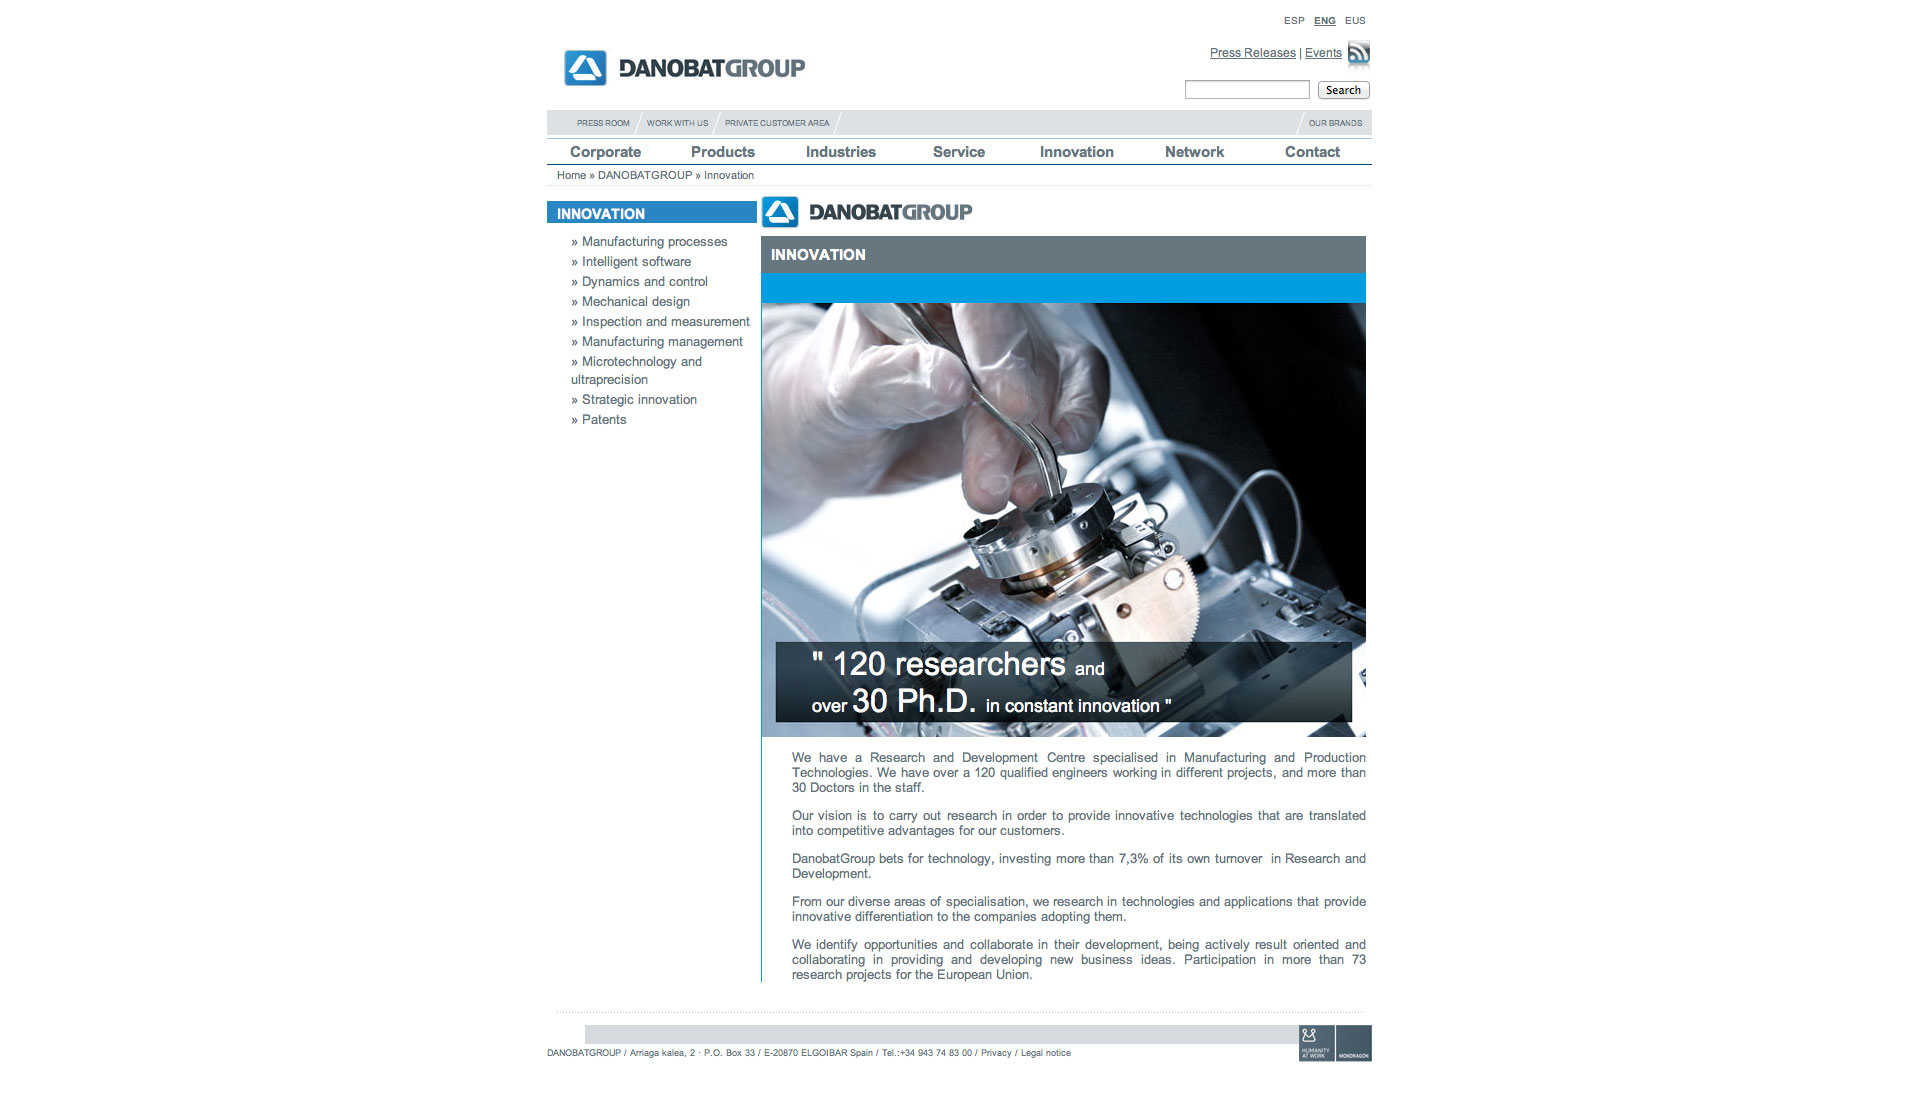 ESP ENG EUS
Press Releases | Events
DANOBATGROUP
Search
PRESS ROOM WORK WITH US PRIVATE CUSTOMER AREA OUR BRANDS
Corporate Products Industries Service Innovation Network Contact
Home » DANOBATGROUP » Innovation
INNOVATION
» Manufacturing processes
» Intelligent software
» Dynamics and control
» Mechanical design
» Inspection and measurement
» Manufacturing management
» Microtechnology and
ultraprecision
» Strategic innovation
» Patents
DANOBATGROUP
INNOVATION
" 120 researchers and
over 30 Ph.D. in constant innovation "
We have a Research and Development Centre specialised in Manufacturing and Production
Technologies. We have over a 120 qualified engineers working in different projects, and more than
30 Doctors in the staff.
Our vision is to carry out research in order to provide innovative technologies that are translated
into competitive advantages for our customers.
DanobatGroup bets for technology, investing more than 7,3% of its own turnover in Research and
Development.
From our diverse areas of specialisation, we research in technologies and applications that provide
innovative differentiation to the companies adopting them.
We identify opportunities and collaborate in their development, being actively result oriented and
collaborating in providing and developing new business ideas. Participation in more than 73
research projects for the European Union.
HUMANITY
AT WORK
MONDRAGON
DANOBATGROUP / Arriaga kalea, 2 · P.O. Box 33 / E-20870 ELGOIBAR Spain / Tel.:+34 943 74 83 00 / Privacy / Legal notice